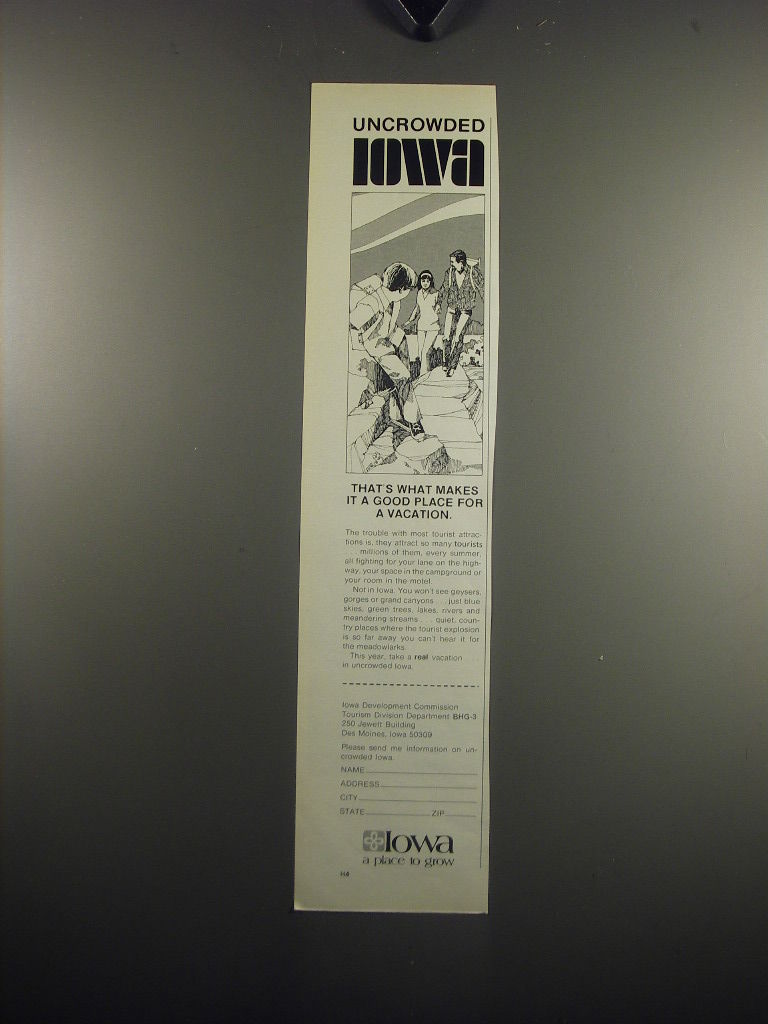 UNCROWDED
IOWA
THAT'S WHAT MAKES
IT A GOOD PLACE FOR
A VACATION.
The trouble with most tourist attrac-
tions is, they attract so many tourists
. . . millions of them, every summer,
all fighting for your lane on the high-
way, your space in the campground or
your room in the motel.
Not in Iowa. You won't see geysers,
gorges or grand canyons . . . just blue
skies, green trees, lakes, rivers and
meandering streams . . . quiet, coun-
try places where the tourist explosion
is so far away you can't hear it for
the meadowlarks.
This year, take a real vacation
in uncrowded Iowa.
Iowa Development Commission
Tourism Division Department BHG-3
250 Jewett Building
Des Moines, Iowa 50309
Please send me information on un-
crowded Iowa.
NAME
ADDRESS
CITY
STATE ZIP
Iowa
a place to grow